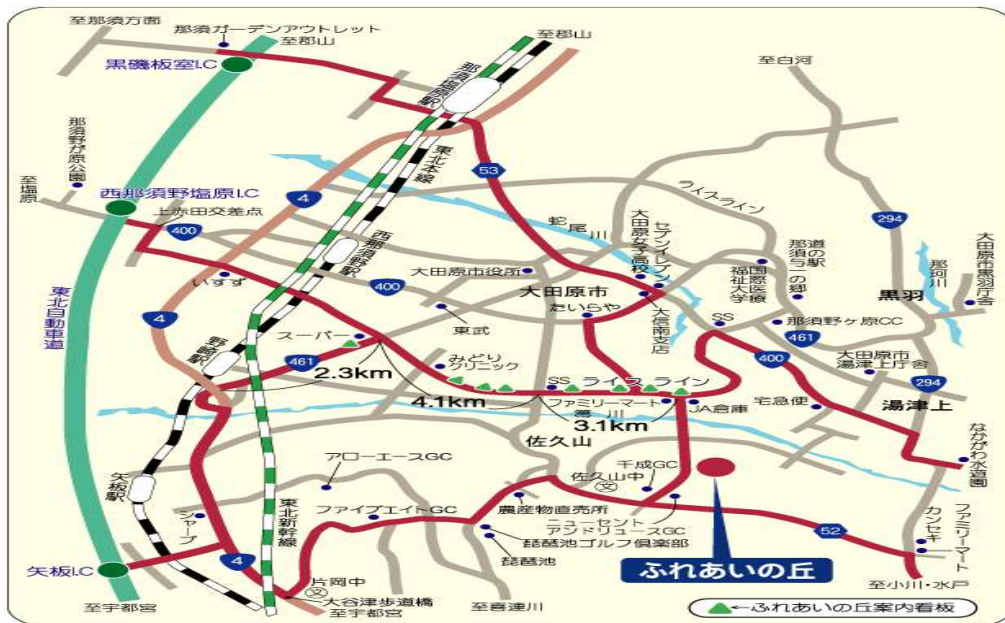 至那須方面
那須ガーデンアウトレット
至郡山
黒磯板室I.C
至郡山
至白河
那須塩原駅
東北本線
53
4
那須野が原公園
至塩原
西那須野塩原I.C
上赤田交差点
400
西那須野駅
いすず
蛇尾川
ライスライン
294
大田原市黒羽庁舎
那珂川
黒羽
大田原市役所
400
大田原市
大田原女子高校
セブンイレブン
国際医療福祉大学
道の駅那須与一の郷
東北自動車道
4
東武
たいらや
大信南支店
SS
那須野ヶ原CC
461
スーパー
461
野崎駅
みどりクリニック
400
大田原市湯津上庁舎
294
2.3km
4.1km
SS
ライスライン
ファミリーマート
箒川
JA倉庫
宅急便
湯津上
3.1km
佐久山
なかがわ水遊園
矢板駅
アローエースGC
佐久山中
文
千成GC
シャープ
東北新幹線
ファイブエイトGC
農産物直売所
ニューセントアンドリュースGC
52
カンセキ
ファミリーマート
琵琶池ゴルフ倶楽部
琵琶池
矢板I.C
4
片岡中
文
ふれあいの丘
至小川・水戸
至宇都宮
大谷津歩道橋
至宇都宮
至喜連川
←ふれあいの丘案内看板